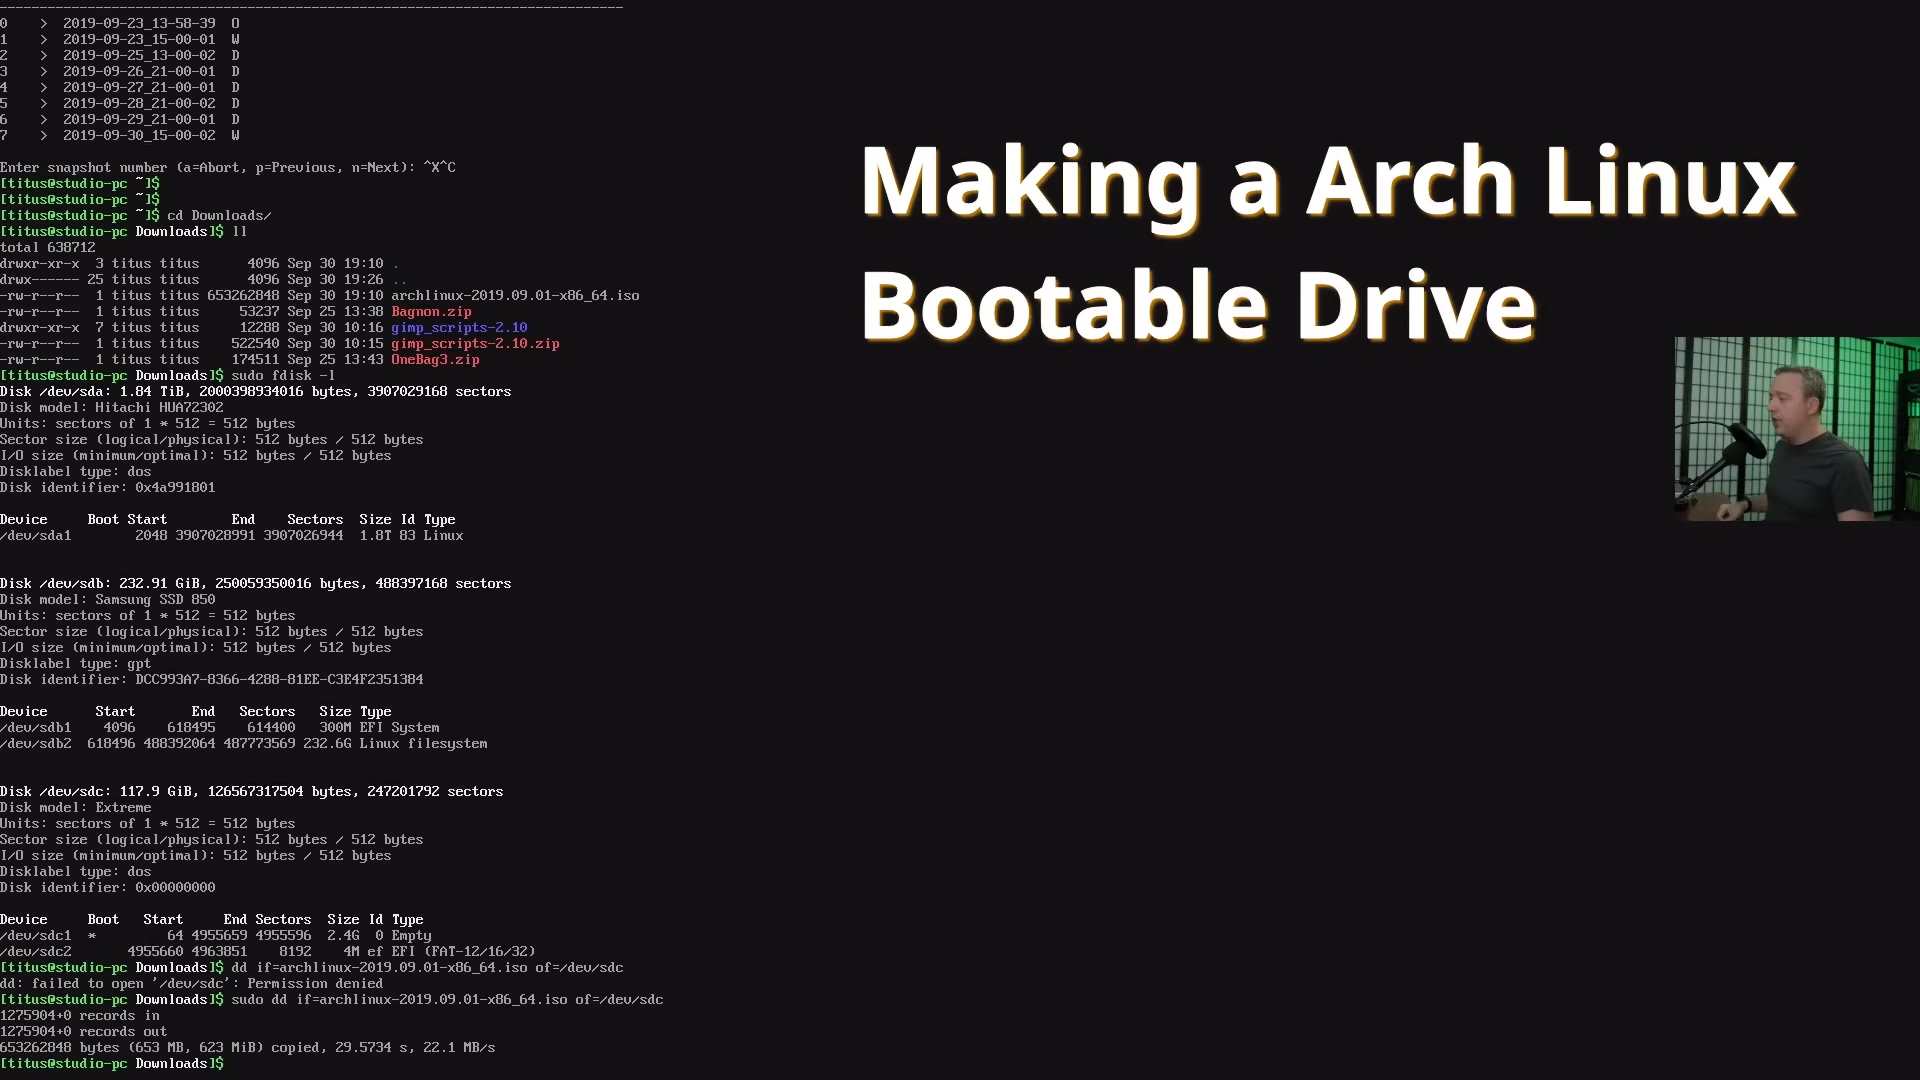 0    >  2019-09-23_13-58-39  O
1    >  2019-09-23_15-00-01  W
2    >  2019-09-25_13-00-02  D
3    >  2019-09-26_21-00-01  D
4    >  2019-09-27_21-00-01  D
5    >  2019-09-28_21-00-02  D
6    >  2019-09-29_21-00-01  D
7    >  2019-09-30_15-00-02  W
Enter snapshot number (a=Abort, p=Previous, n=Next): ^X^C
[titus@studio-pc ~]$
[titus@studio-pc ~]$
[titus@studio-pc ~]$ cd Downloads/
[titus@studio-pc Downloads]$ ll
total 638712
drwxr-xr-x  3 titus titus      4096 Sep 30 19:10 .
drwx------ 25 titus titus      4096 Sep 30 19:26 ..
-rw-r--r--  1 titus titus 653262848 Sep 30 19:10 archlinux-2019.09.01-x86_64.iso
-rw-r--r--  1 titus titus     53237 Sep 25 13:38 Bagnon.zip
drwxr-xr-x  7 titus titus     12288 Sep 30 10:16 gimp_scripts-2.10
-rw-r--r--  1 titus titus    522540 Sep 30 10:15 gimp_scripts-2.10.zip
-rw-r--r--  1 titus titus    174511 Sep 25 13:43 OneBag3.zip
[titus@studio-pc Downloads]$ sudo fdisk -l
Disk /dev/sda: 1.84 TiB, 2000398934016 bytes, 3907029168 sectors
Disk model: Hitachi HUA72302
Units: sectors of 1 * 512 = 512 bytes
Sector size (logical/physical): 512 bytes / 512 bytes
I/O size (minimum/optimal): 512 bytes / 512 bytes
Disklabel type: dos
Disk identifier: 0x4a991801
Device     Boot Start        End    Sectors  Size Id Type
/dev/sda1        2048 3907028991 3907026944  1.8T 83 Linux
Disk /dev/sdb: 232.91 GiB, 250059350016 bytes, 488397168 sectors
Disk model: Samsung SSD 850
Units: sectors of 1 * 512 = 512 bytes
Sector size (logical/physical): 512 bytes / 512 bytes
I/O size (minimum/optimal): 512 bytes / 512 bytes
Disklabel type: gpt
Disk identifier: DCC993A7-8366-4288-81EE-C3E4F2351384
Device      Start       End   Sectors   Size Type
/dev/sdb1    4096    618495    614400   300M EFI System
/dev/sdb2  618496 488392064 487773569 232.6G Linux filesystem
Disk /dev/sdc: 117.9 GiB, 126567317504 bytes, 247201792 sectors
Disk model: Extreme
Units: sectors of 1 * 512 = 512 bytes
Sector size (logical/physical): 512 bytes / 512 bytes
I/O size (minimum/optimal): 512 bytes / 512 bytes
Disklabel type: dos
Disk identifier: 0x00000000
Device     Boot   Start     End Sectors  Size Id Type
/dev/sdc1  *         64 4955659 4955596  2.4G  0 Empty
/dev/sdc2       4955660 4963851    8192    4M ef EFI (FAT-12/16/32)
[titus@studio-pc Downloads]$ dd if=archlinux-2019.09.01-x86_64.iso of=/dev/sdc
dd: failed to open '/dev/sdc': Permission denied
[titus@studio-pc Downloads]$ sudo dd if=archlinux-2019.09.01-x86_64.iso of=/dev/sdc
1275904+0 records in
1275904+0 records out
653262848 bytes (653 MB, 623 MiB) copied, 29.5734 s, 22.1 MB/s
[titus@studio-pc Downloads]$
Making a Arch Linux
Bootable Drive